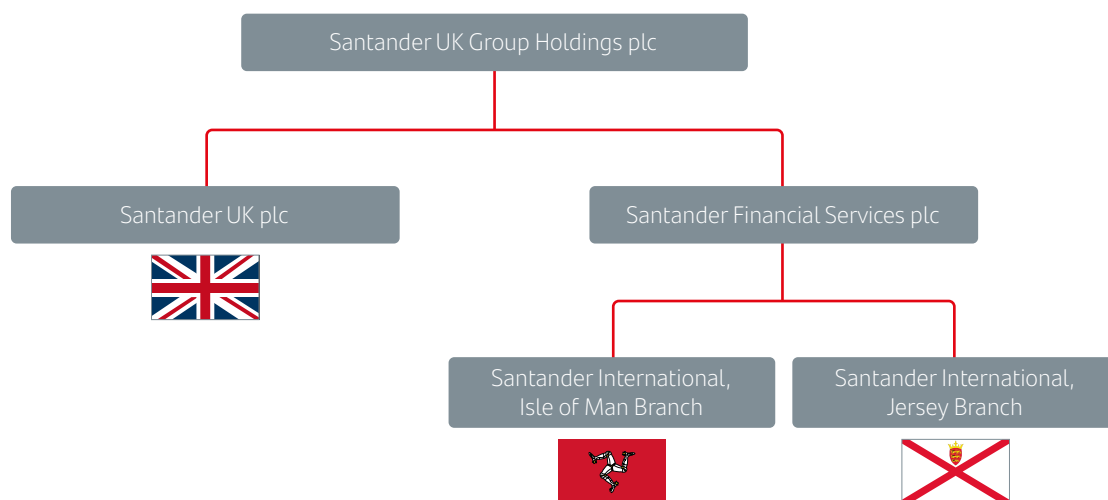 Santander UK Group Holdings plc
Santander UK plc
Santander Financial Services plc
Santander International,
Isle of Man Branch
Santander International,
Jersey Branch